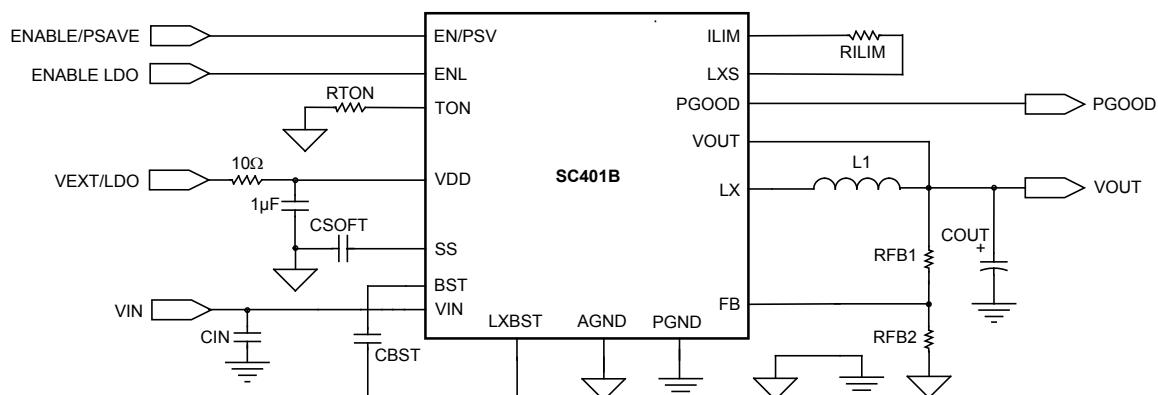 ENABLE/PSAVE
EN/PSV
ILIM
RILIM
ENABLE LDO
ENL
LXS
RTON
TON
PGOOD
PGOOD
VOUT
10Ω
L1
VEXT/LDO
VDD
SC401B
LX
VOUT
1µF
CSOFT
COUT
+
SS
RFB1
BST
VIN
VIN
FB
LXBST
AGND
PGND
CIN
CBST
RFB2